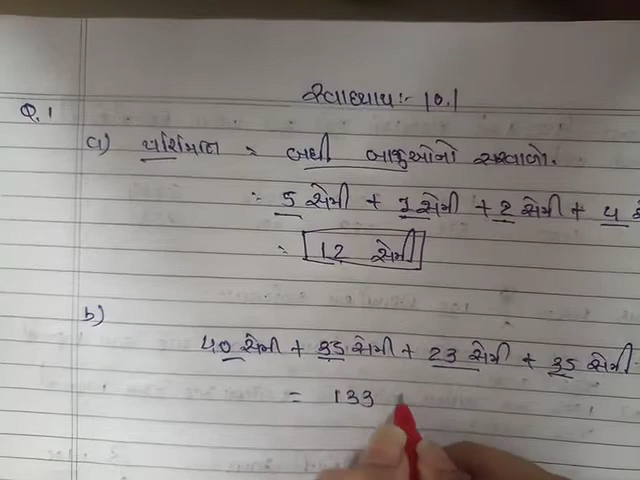 સ્વાધ્યાય:- 10.1
Q.1
a) પરિમિતિ = બધી બાજુઓનો સરવાળો.
= 5 સેમી + 1 સેમી + 2 સેમી + 4 સે
= 12 સેમી
b)
40 સેમી + 35 સેમી + 23 સેમી + 35 સેમી.
= 133